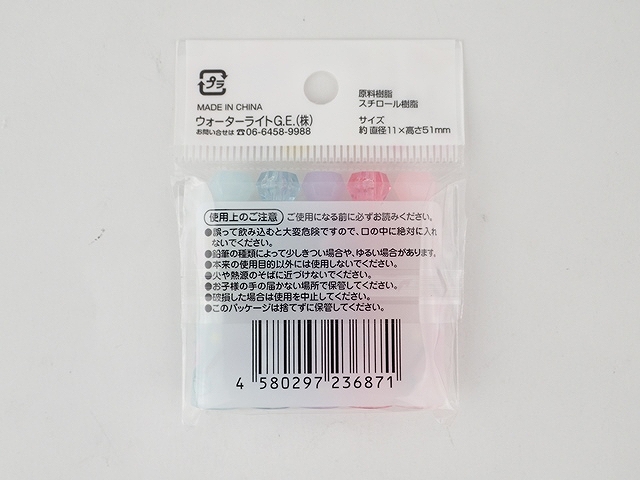 プラ
MADE IN CHINA
ウォーターライトG.E.(株)
お問い合せは☎06-6458-9988
原料樹脂
スチロール樹脂
サイズ
約 直径11×高さ51mm
使用上のご注意 ご使用になる前に必ずお読みください。
●誤って飲み込むと大変危険ですので、口の中に絶対に入れ
ないでください。
●鉛筆の種類によって少しきつい場合や、ゆるい場合があります。
●本来の使用目的以外には使用しないでください。
●火や熱源のそばに近づけないでください。
●お子様の手の届かない場所で保管してください。
●破損した場合は使用を中止してください。
●このパッケージは捨てずに保管してください。
4 580297 236871